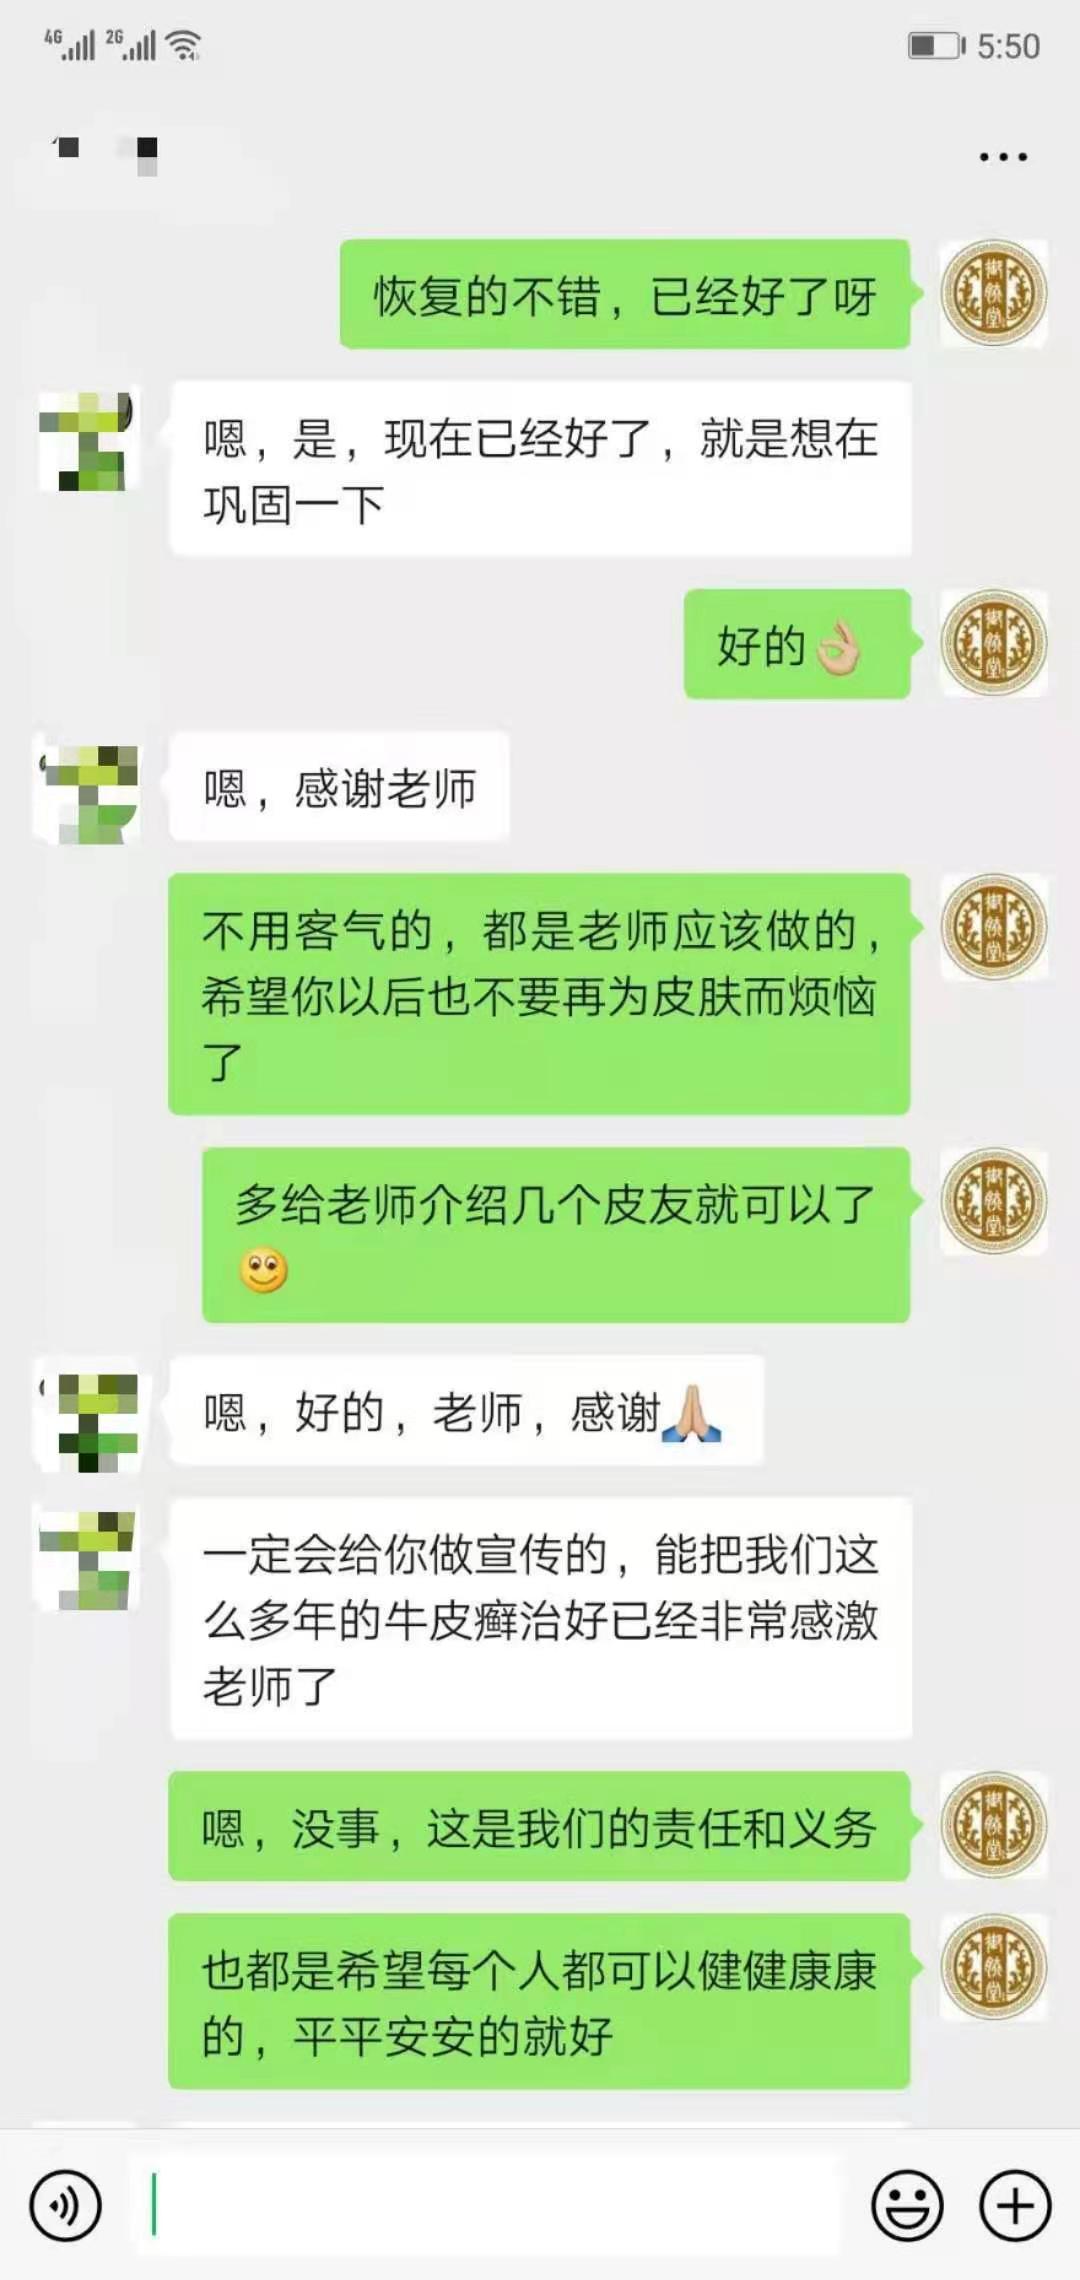 4G 2G 5:50
恢复的不错，已经好了呀
嗯，是，现在已经好了，就是想在
巩固一下
好的👌🏼
嗯，感谢老师
不用客气的，都是老师应该做的，
希望你以后也不要再为皮肤而烦恼
了
多给老师介绍几个皮友就可以了
🙂
嗯，好的，老师，感谢🙏🏼
一定会给你做宣传的，能把我们这
么多年的牛皮癣治好已经非常感激
老师了
嗯，没事，这是我们的责任和义务
也都是希望每个人都可以健健康康
的，平平安安的就好